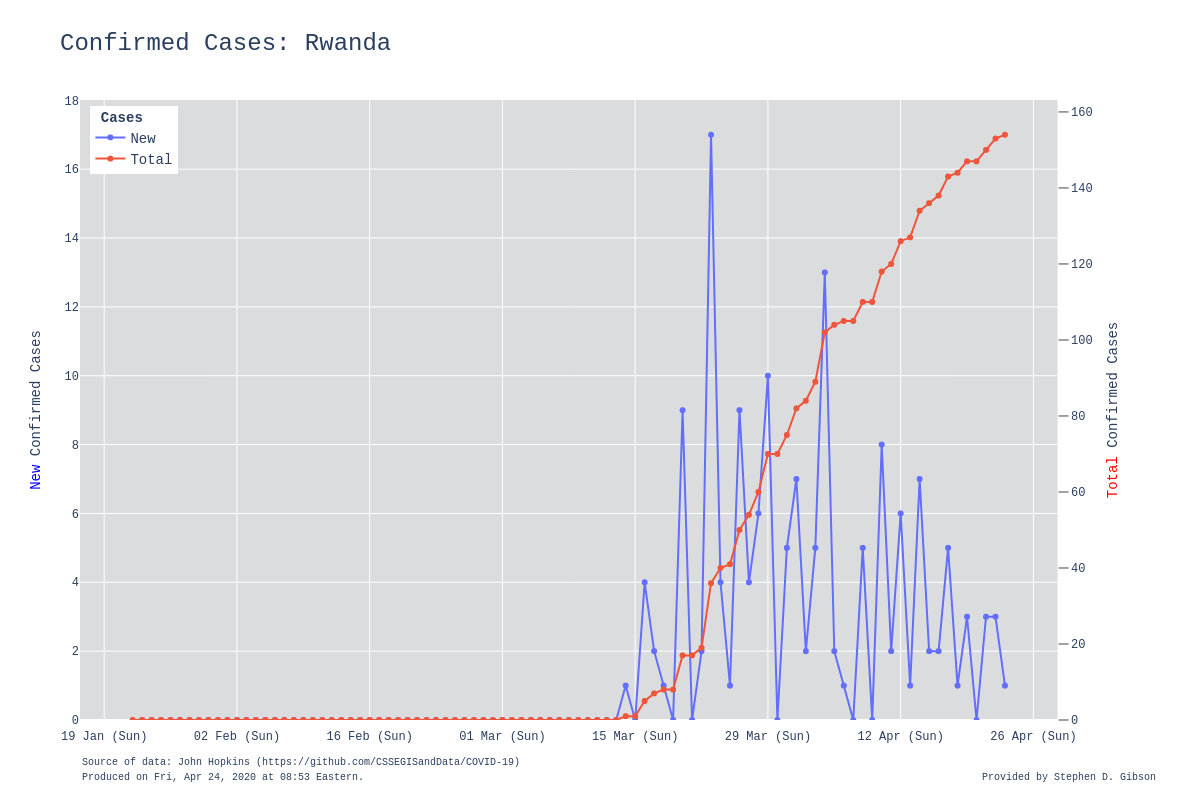 Confirmed Cases: Rwanda
Cases
New
Total
18
16
14
12
10
8
6
4
2
0
160
140
120
100
80
60
40
20
0
New Confirmed Cases
Total Confirmed Cases
19 Jan (Sun) 02 Feb (Sun) 16 Feb (Sun) 01 Mar (Sun) 15 Mar (Sun) 29 Mar (Sun) 12 Apr (Sun) 26 Apr (Sun)
Source of data: John Hopkins (https://github.com/CSSEGISandData/COVID-19)
Produced on Fri, Apr 24, 2020 at 08:53 Eastern.
Provided by Stephen D. Gibson